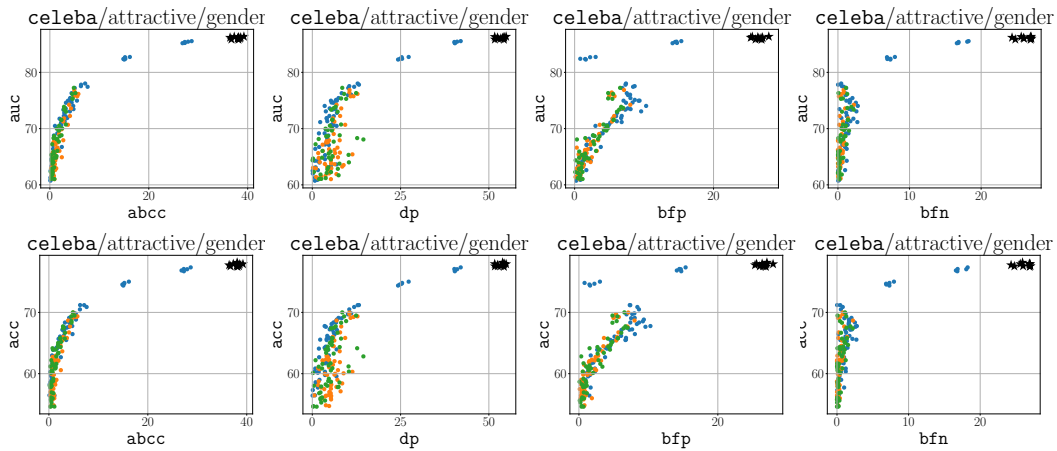 celeba/attractive/gender celeba/attractive/gender celeba/attractive/gender celeba/attractive/gender
auc 80 70 60 auc 80 70 60 auc 80 70 60 auc 80 70 60
0 20 40 0 25 50 0 20 0 10 20
abcc dp bfp bfn
celeba/attractive/gender celeba/attractive/gender celeba/attractive/gender celeba/attractive/gender
acc 70 60 acc 70 60 acc 70 60 acc 70 60
0 20 40 0 25 50 0 20 0 10 20
abcc dp bfp bfn